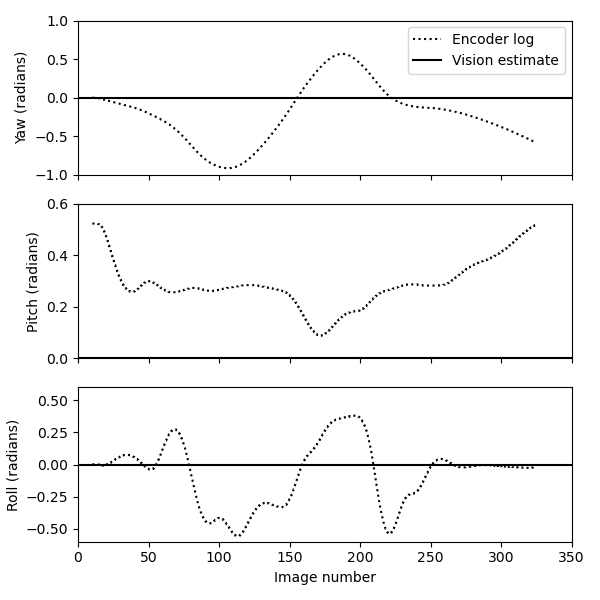 1.0
0.5
0.0
−0.5
−1.0
Yaw (radians)
Encoder log
Vision estimate
0.6
0.4
0.2
0.0
Pitch (radians)
0.50
0.25
0.00
−0.25
−0.50
Roll (radians)
0 50 100 150 200 250 300 350
Image number